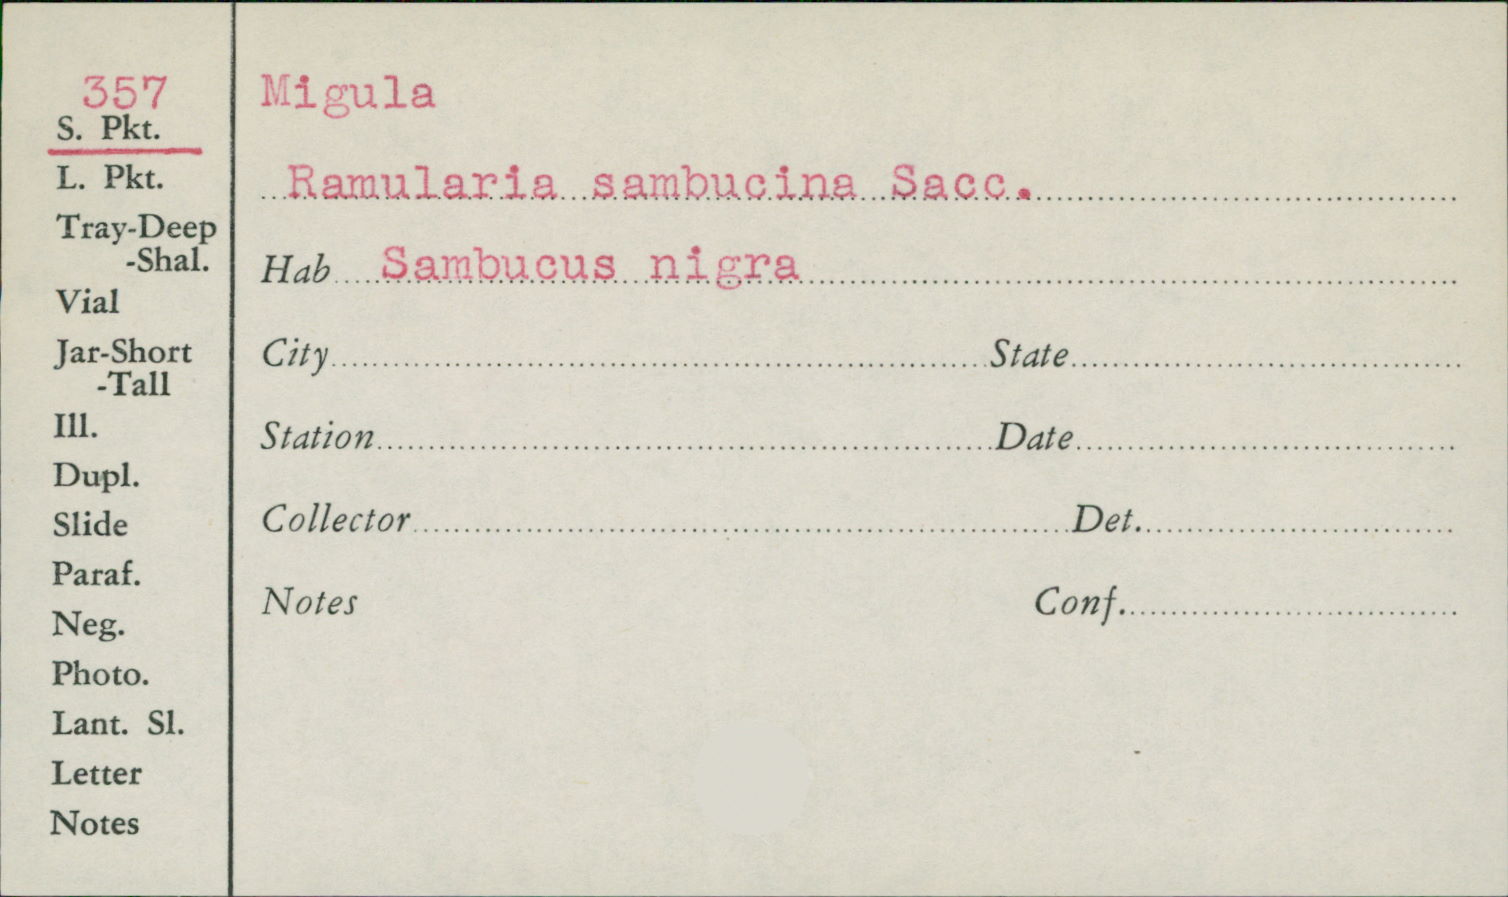 357
S. Pkt.
L. Pkt.
Tray-Deep
-Shal.
Vial
Jar-Short
-Tall
Ill.
Dupl.
Slide
Paraf.
Neg.
Photo.
Lant. Sl.
Letter
Notes
Migula
Ramularia sambucina Sacc.
Hab Sambucus nigra
City State
Station Date
Collector Det.
Notes Conf.